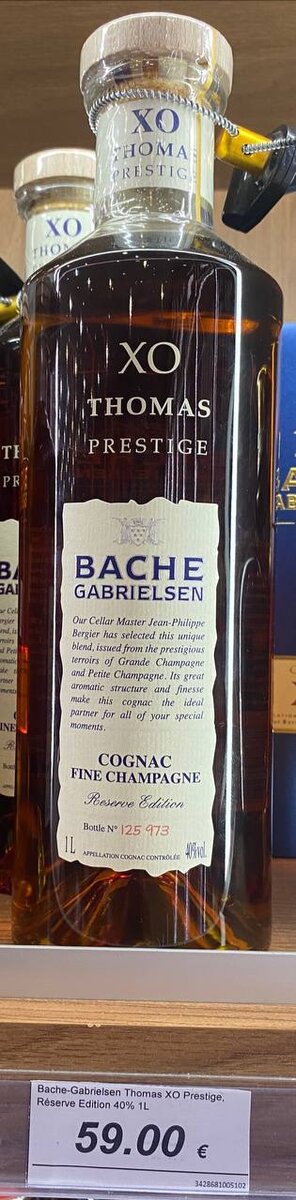 XO
THOMAS
PRESTIGE
XO
THOMAS
PRESTIGE
BACHE
GABRIELSEN
Our Cellar Master Jean-Philippe
Bergier has selected this unique
blend, issued from the prestigious
terroirs of Grande Champagne
and Petite Champagne. Its great
aromatic structure and finesse
make this cognac the ideal
partner for all of your special
moments.
COGNAC
FINE CHAMPAGNE
Reserve Edition
Bottle N° 125 973
1L APPELLATION COGNAC CONTRÔLÉE 40%vol.
XO
Bache-Gabrielsen Thomas XO Prestige,
Réserve Edition 40% 1L
59.00 €
3428681005102